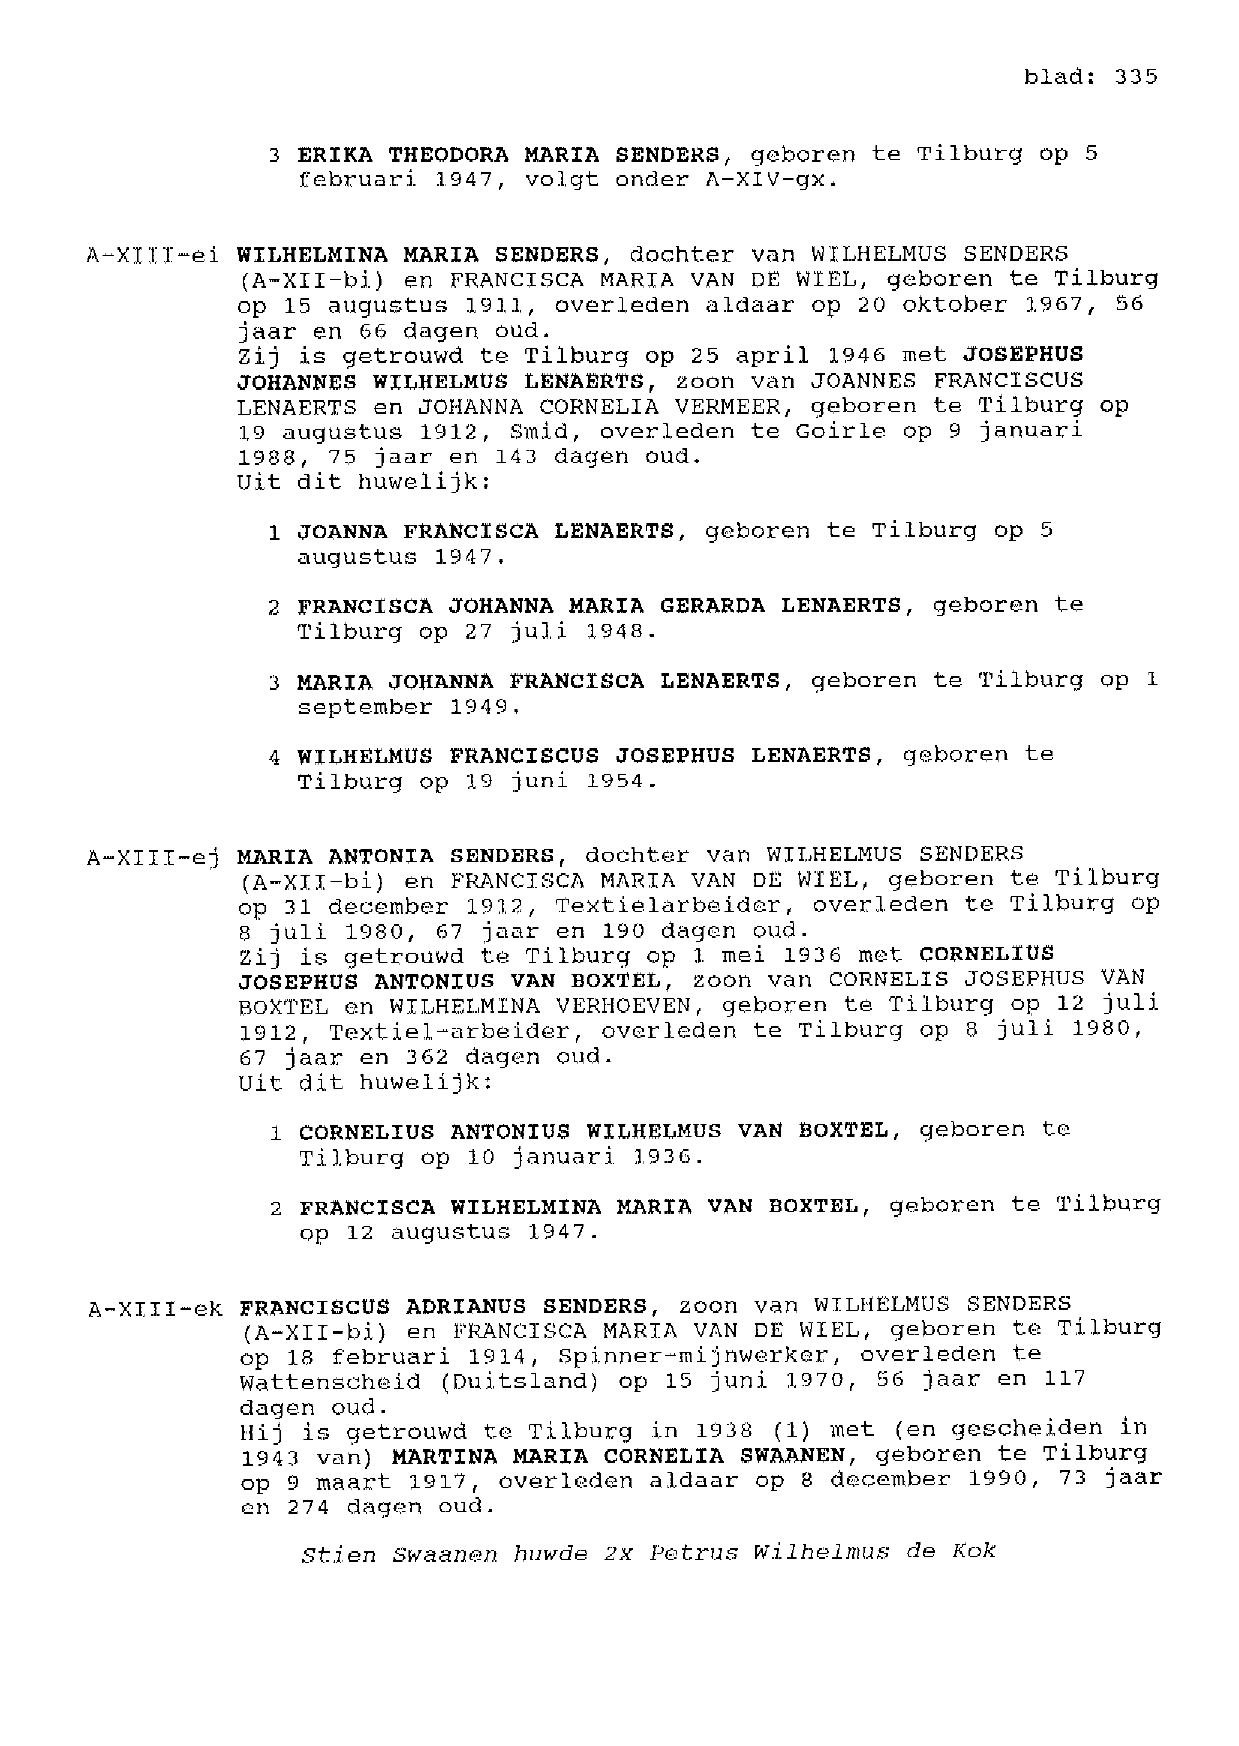 blad: 335
3 ERIKA THEODORA MARIA SENDERS, geboren te Tilburg op 5
februari 1947, volgt onder A-XIV-gx.
A-XIII-ei WILHELMINA MARIA SENDERS, dochter van WILHELMUS SENDERS
(A-XII-bi) en FRANCISCA MARIA VAN DE WIEL, geboren te Tilburg
op 15 augustus 1911, overleden aldaar op 20 oktober 1967, 56
jaar en 66 dagen oud.
Zij is getrouwd te Tilburg op 25 april 1946 met JOSEPHUS
JOHANNES WILHELMUS LENAERTS, zoon van JOANNES FRANCISCUS
LENAERTS en JOHANNA CORNELIA VERMEER, geboren te Tilburg op
19 augustus 1912, Smid, overleden te Goirle op 9 januari
1988, 75 jaar en 143 dagen oud.
Uit dit huwelijk:
1 JOANNA FRANCISCA LENAERTS, geboren te Tilburg op 5
augustus 1947.
2 FRANCISCA JOHANNA MARIA GERARDA LENAERTS, geboren te
Tilburg op 27 juli 1948.
3 MARIA JOHANNA FRANCISCA LENAERTS, geboren te Tilburg op 1
september 1949.
4 WILHELMUS FRANCISCUS JOSEPHUS LENAERTS, geboren te
Tilburg op 19 juni 1954.
A-XIII-ej MARIA ANTONIA SENDERS, dochter van WILHELMUS SENDERS
(A-XII-bi) en FRANCISCA MARIA VAN DE WIEL, geboren te Tilburg
op 31 december 1912, Textielarbeider, overleden te Tilburg op
8 juli 1980, 67 jaar en 190 dagen oud.
Zij is getrouwd te Tilburg op 1 mei 1936 met CORNELIUS
JOSEPHUS ANTONIUS VAN BOXTEL, zoon van CORNELIS JOSEPHUS VAN
BOXTEL en WILHELMINA VERHOEVEN, geboren te Tilburg op 12 juli
1912, Textiel-arbeider, overleden te Tilburg op 8 juli 1980,
67 jaar en 362 dagen oud.
Uit dit huwelijk:
1 CORNELIUS ANTONIUS WILHELMUS VAN BOXTEL, geboren te
Tilburg op 10 januari 1936.
2 FRANCISCA WILHELMINA MARIA VAN BOXTEL, geboren te Tilburg
op 12 augustus 1947.
A-XIII-ek FRANCISCUS ADRIANUS SENDERS, zoon van WILHELMUS SENDERS
(A-XII-bi) en FRANCISCA MARIA VAN DE WIEL, geboren te Tilburg
op 18 februari 1914, Spinner-mijnwerker, overleden te
Wattenscheid (Duitsland) op 15 juni 1970, 56 jaar en 117
dagen oud.
Hij is getrouwd te Tilburg in 1938 (1) met (en gescheiden in
1943 van) MARTINA MARIA CORNELIA SWAANEN, geboren te Tilburg
op 9 maart 1917, overleden aldaar op 8 december 1990, 73 jaar
en 274 dagen oud.
Stien Swaanen huwde 2x Petrus Wilhelmus de Kok